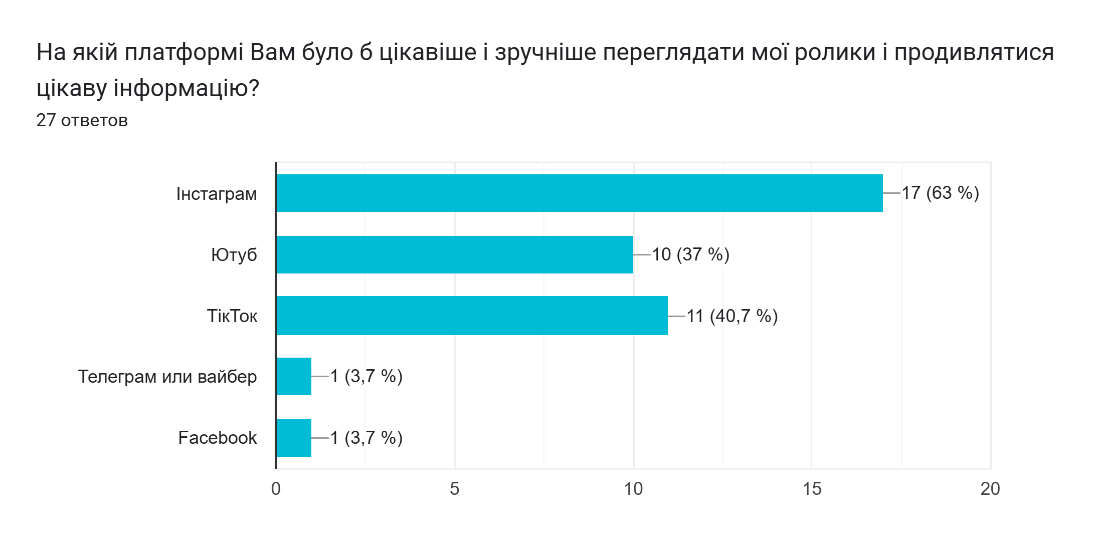 На якій платформі Вам було б цікавіше і зручніше переглядати мої ролики і продивлятися
цікаву інформацію?
27 ответов
Інстаграм
17 (63 %)
Ютуб
10 (37 %)
ТікТок
11 (40,7 %)
Телеграм или вайбер
1 (3,7 %)
Facebook
1 (3,7 %)
0 5 10 15 20